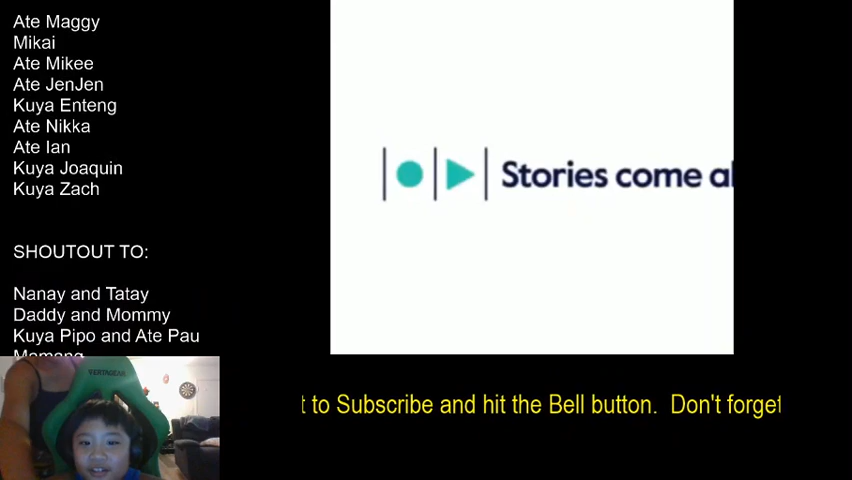 Ate Maggy
Mikai
Ate Mikee
Ate JenJen
Kuya Enteng
Ate Nikka
Ate Ian
Kuya Joaquin
Kuya Zach
SHOUTOUT TO:
Nanay and Tatay
Daddy and Mommy
Kuya Pipo and Ate Pau
Mamang
Stories come al
VERTAGEAR
t to Subscribe and hit the Bell button. Don't forget